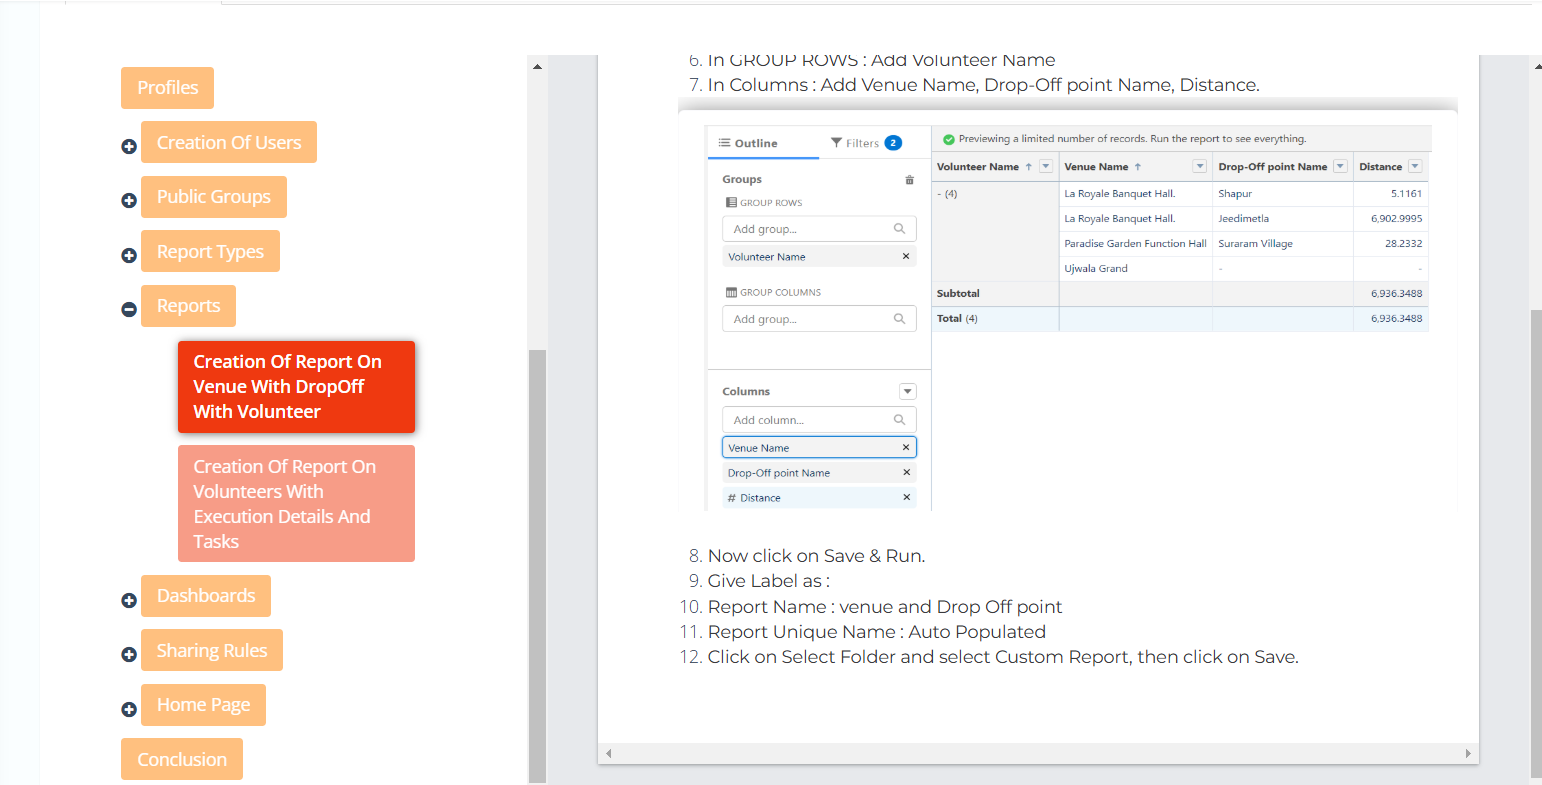 Profiles
Creation Of Users
Public Groups
Report Types
Reports
Creation Of Report On
Venue With DropOff
With Volunteer
Creation Of Report On
Volunteers With
Execution Details And
Tasks
Dashboards
Sharing Rules
Home Page
Conclusion
6. In GROUP ROWS : Add Volunteer Name
7. In Columns : Add Venue Name, Drop-Off point Name, Distance.
Outline
Filters 2
Groups
GROUP ROWS
Add group...
Volunteer Name
GROUP COLUMNS
Add group...
Columns
Add column...
Venue Name
Drop-Off point Name
# Distance
Previewing a limited number of records. Run the report to see everything.
Volunteer Name ↑ Venue Name ↑ Drop-Off point Name Distance
- (4) La Royale Banquet Hall. Shapur 5.1161
La Royale Banquet Hall. Jeedimetla 6,902.9995
Paradise Garden Function Hall Suraram Village 28.2332
Ujwala Grand - -
Subtotal 6,936.3488
Total (4) 6,936.3488
8. Now click on Save & Run.
9. Give Label as :
10. Report Name : venue and Drop Off point
11. Report Unique Name : Auto Populated
12. Click on Select Folder and select Custom Report, then click on Save.